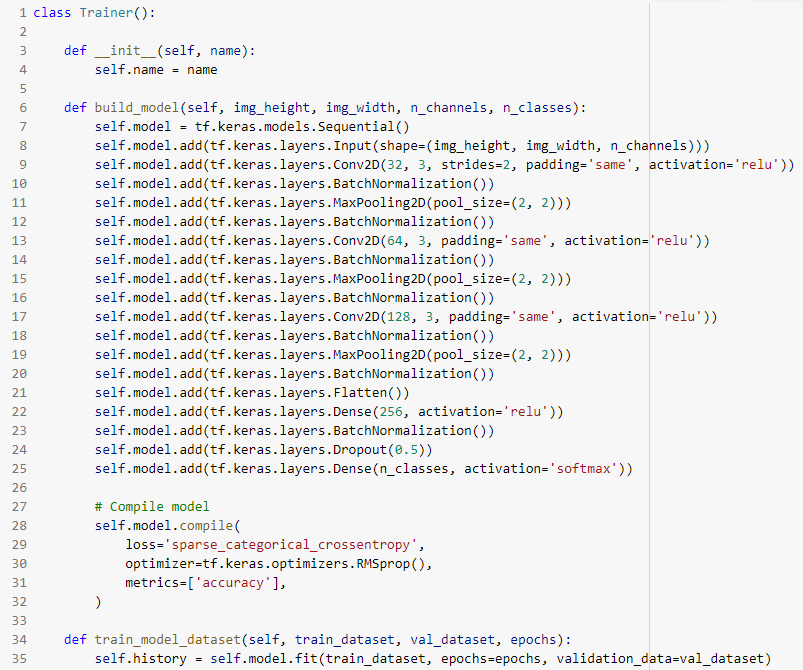 1 class Trainer():
2
3     def __init__(self, name):
4         self.name = name
5
6     def build_model(self, img_height, img_width, n_channels, n_classes):
7         self.model = tf.keras.models.Sequential()
8         self.model.add(tf.keras.layers.Input(shape=(img_height, img_width, n_channels)))
9         self.model.add(tf.keras.layers.Conv2D(32, 3, strides=2, padding='same', activation='relu'))
10         self.model.add(tf.keras.layers.BatchNormalization())
11         self.model.add(tf.keras.layers.MaxPooling2D(pool_size=(2, 2)))
12         self.model.add(tf.keras.layers.BatchNormalization())
13         self.model.add(tf.keras.layers.Conv2D(64, 3, padding='same', activation='relu'))
14         self.model.add(tf.keras.layers.BatchNormalization())
15         self.model.add(tf.keras.layers.MaxPooling2D(pool_size=(2, 2)))
16         self.model.add(tf.keras.layers.BatchNormalization())
17         self.model.add(tf.keras.layers.Conv2D(128, 3, padding='same', activation='relu'))
18         self.model.add(tf.keras.layers.BatchNormalization())
19         self.model.add(tf.keras.layers.MaxPooling2D(pool_size=(2, 2)))
20         self.model.add(tf.keras.layers.BatchNormalization())
21         self.model.add(tf.keras.layers.Flatten())
22         self.model.add(tf.keras.layers.Dense(256, activation='relu'))
23         self.model.add(tf.keras.layers.BatchNormalization())
24         self.model.add(tf.keras.layers.Dropout(0.5))
25         self.model.add(tf.keras.layers.Dense(n_classes, activation='softmax'))
26
27         # Compile model
28         self.model.compile(
29             loss='sparse_categorical_crossentropy',
30             optimizer=tf.keras.optimizers.RMSprop(),
31             metrics=['accuracy'],
32         )
33
34     def train_model_dataset(self, train_dataset, val_dataset, epochs):
35         self.history = self.model.fit(train_dataset, epochs=epochs, validation_data=val_dataset)